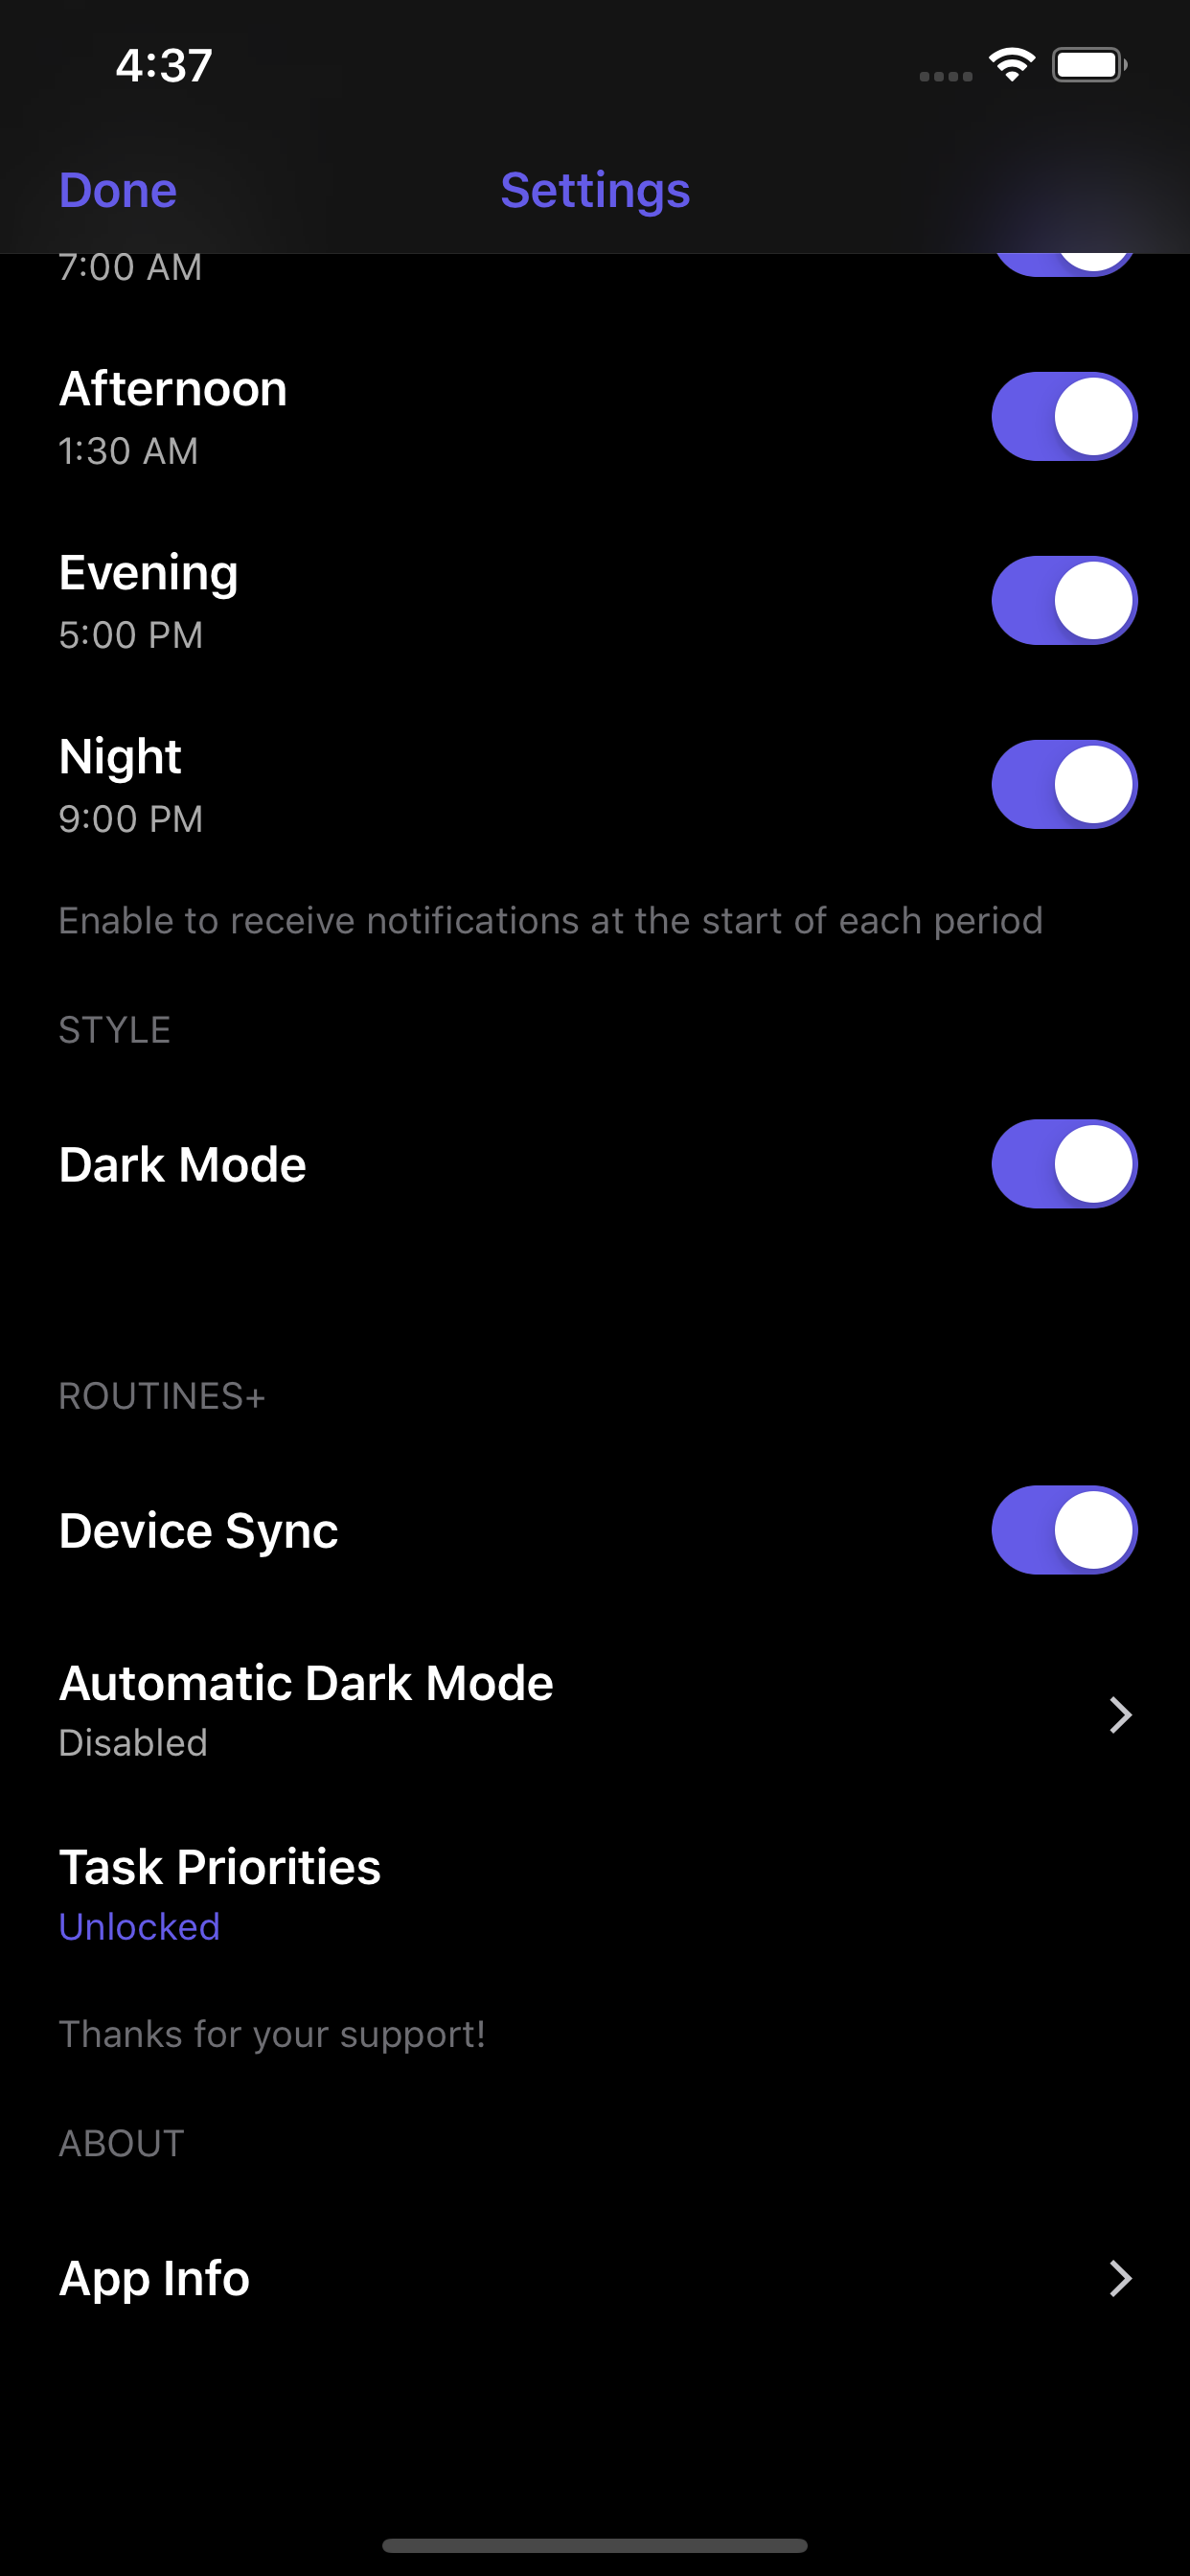 4:37
Done
Settings
7:00 AM
Afternoon
1:30 AM
Evening
5:00 PM
Night
9:00 PM
Enable to receive notifications at the start of each period
STYLE
Dark Mode
ROUTINES+
Device Sync
Automatic Dark Mode
Disabled
Task Priorities
Unlocked
Thanks for your support!
ABOUT
App Info